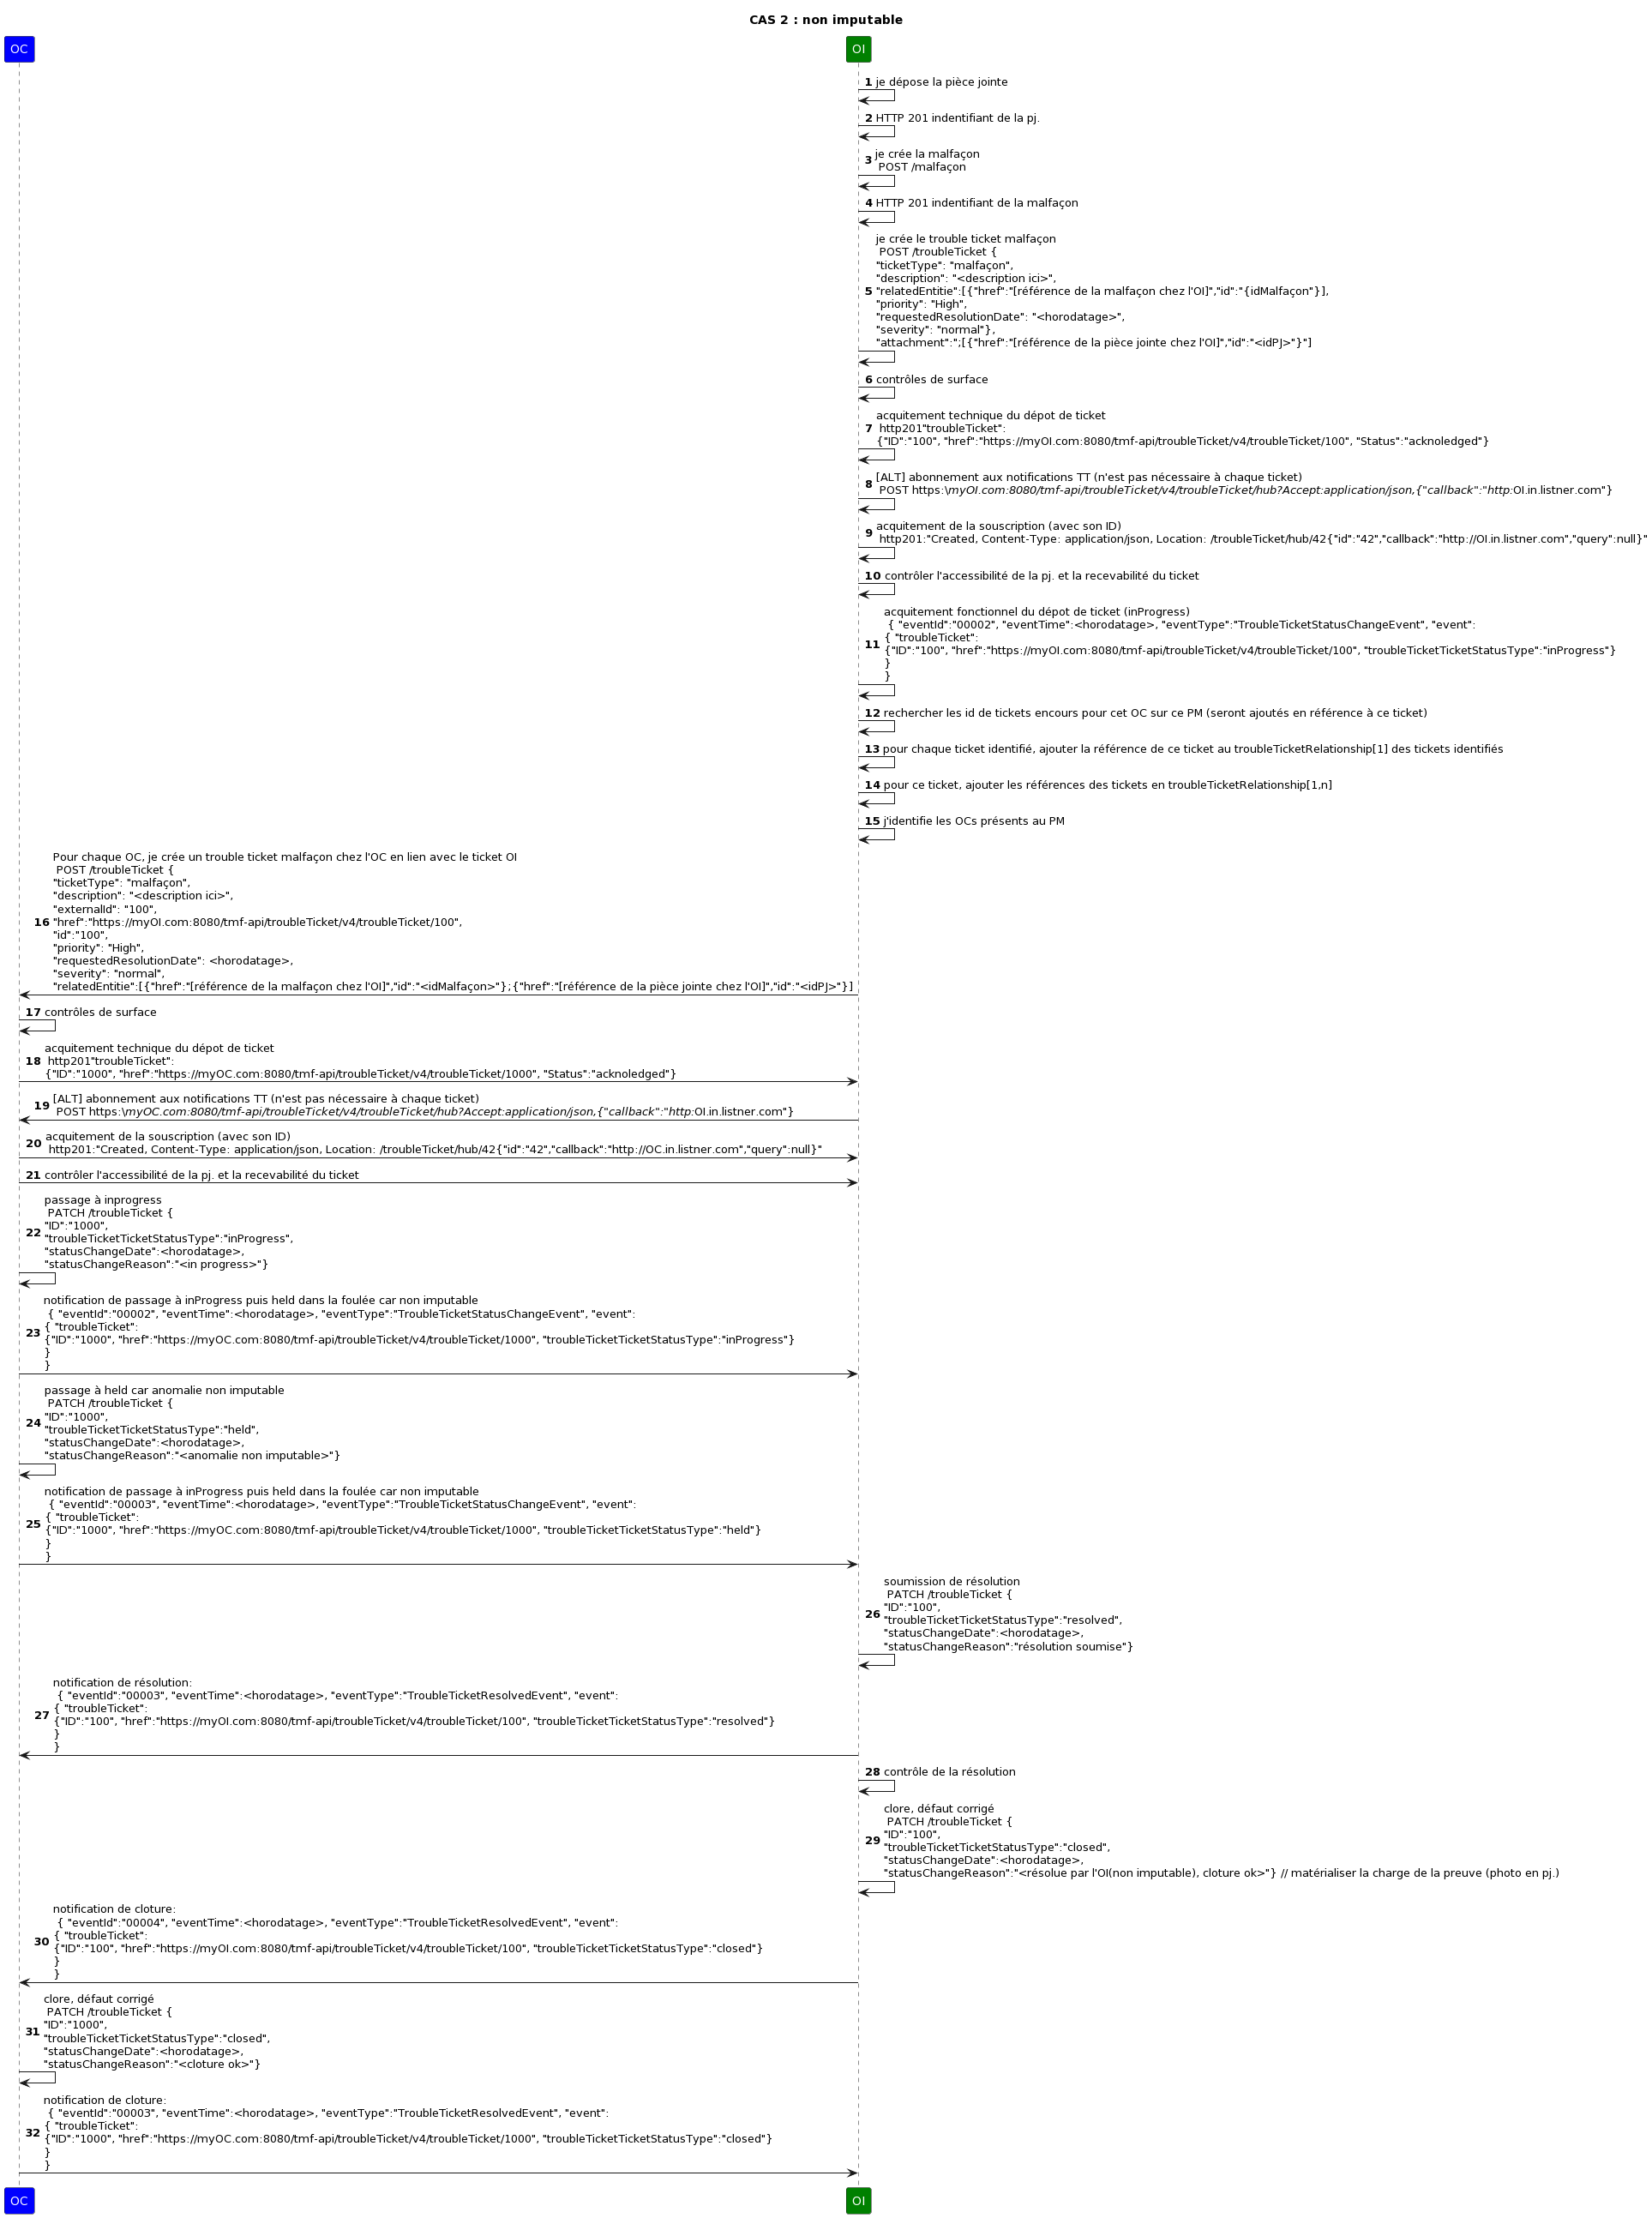 CAS 2 : non imputable
OC
OI
1 je dépose la pièce jointe
2 HTTP 201 indentifiant de la pj.
3 je crée la malfaçon
POST /malfaçon
4 HTTP 201 indentifiant de la malfaçon
je crée le trouble ticket malfaçon
POST /troubleTicket {
"ticketType": "malfaçon",
"description": "<description ici>",
5 "relatedEntitie":[{"href":"[référence de la malfaçon chez l'OI]","id":"{idMalfaçon"}],
"priority": "High",
"requestedResolutionDate": "<horodatage>",
"severity": "normal"},
"attachment":";[{"href":"[référence de la pièce jointe chez l'OI]","id":"<idPJ>"}"]
6 contrôles de surface
acquitement technique du dépot de ticket
7 http201"troubleTicket":
{"ID":"100", "href":"https://myOI.com:8080/tmf-api/troubleTicket/v4/troubleTicket/100", "Status":"acknoledged"}
8 [ALT] abonnement aux notifications TT (n'est pas nécessaire à chaque ticket)
POST https:\myOI.com:8080/tmf-api/troubleTicket/v4/troubleTicket/hub?Accept:application/json,{"callback":"http:OI.in.listner.com"}
9 acquitement de la souscription (avec son ID)
http201:"Created, Content-Type: application/json, Location: /troubleTicket/hub/42{"id":"42","callback":"http://OI.in.listner.com","query":null}"
10 contrôler l'accessibilité de la pj. et la recevabilité du ticket
acquitement fonctionnel du dépot de ticket (inProgress)
{ "eventId":"00002", "eventTime":<horodatage>, "eventType":"TroubleTicketStatusChangeEvent", "event":
11 { "troubleTicket":
{"ID":"100", "href":"https://myOI.com:8080/tmf-api/troubleTicket/v4/troubleTicket/100", "troubleTicketTicketStatusType":"inProgress"}
}
}
12 rechercher les id de tickets encours pour cet OC sur ce PM (seront ajoutés en référence à ce ticket)
13 pour chaque ticket identifié, ajouter la référence de ce ticket au troubleTicketRelationship[1] des tickets identifiés
14 pour ce ticket, ajouter les références des tickets en troubleTicketRelationship[1,n]
15 j'identifie les OCs présents au PM
Pour chaque OC, je crée un trouble ticket malfaçon chez l'OC en lien avec le ticket OI
POST /troubleTicket {
"ticketType": "malfaçon",
"description": "<description ici>",
"externalId": "100",
16 "href":"https://myOI.com:8080/tmf-api/troubleTicket/v4/troubleTicket/100",
"id":"100",
"priority": "High",
"requestedResolutionDate": <horodatage>,
"severity": "normal",
"relatedEntitie":[{"href":"[référence de la malfaçon chez l'OI]","id":"<idMalfaçon>"};{"href":"[référence de la pièce jointe chez l'OI]","id":"<idPJ>"}]
17 contrôles de surface
acquitement technique du dépot de ticket
18 http201"troubleTicket":
{"ID":"1000", "href":"https://myOC.com:8080/tmf-api/troubleTicket/v4/troubleTicket/1000", "Status":"acknoledged"}
19 [ALT] abonnement aux notifications TT (n'est pas nécessaire à chaque ticket)
POST https:\myOC.com:8080/tmf-api/troubleTicket/v4/troubleTicket/hub?Accept:application/json,{"callback":"http:OI.in.listner.com"}
20 acquitement de la souscription (avec son ID)
http201:"Created, Content-Type: application/json, Location: /troubleTicket/hub/42{"id":"42","callback":"http://OC.in.listner.com","query":null}"
21 contrôler l'accessibilité de la pj. et la recevabilité du ticket
passage à inprogress
PATCH /troubleTicket {
22 "ID":"1000",
"troubleTicketTicketStatusType":"inProgress",
"statusChangeDate":<horodatage>,
"statusChangeReason":"<in progress>"}
notification de passage à inProgress puis held dans la foulée car non imputable
{ "eventId":"00002", "eventTime":<horodatage>, "eventType":"TroubleTicketStatusChangeEvent", "event":
23 { "troubleTicket":
{"ID":"1000", "href":"https://myOC.com:8080/tmf-api/troubleTicket/v4/troubleTicket/1000", "troubleTicketTicketStatusType":"inProgress"}
}
}
passage à held car anomalie non imputable
PATCH /troubleTicket {
24 "ID":"1000",
"troubleTicketTicketStatusType":"held",
"statusChangeDate":<horodatage>,
"statusChangeReason":"<anomalie non imputable>"}
notification de passage à inProgress puis held dans la foulée car non imputable
{ "eventId":"00003", "eventTime":<horodatage>, "eventType":"TroubleTicketStatusChangeEvent", "event":
25 { "troubleTicket":
{"ID":"1000", "href":"https://myOC.com:8080/tmf-api/troubleTicket/v4/troubleTicket/1000", "troubleTicketTicketStatusType":"held"}
}
}
soumission de résolution
PATCH /troubleTicket {
26 "ID":"100",
"troubleTicketTicketStatusType":"resolved",
"statusChangeDate":<horodatage>,
"statusChangeReason":"résolution soumise"}
notification de résolution:
{ "eventId":"00003", "eventTime":<horodatage>, "eventType":"TroubleTicketResolvedEvent", "event":
27 { "troubleTicket":
{"ID":"100", "href":"https://myOI.com:8080/tmf-api/troubleTicket/v4/troubleTicket/100", "troubleTicketTicketStatusType":"resolved"}
}
}
28 contrôle de la résolution
clore, défaut corrigé
PATCH /troubleTicket {
29 "ID":"100",
"troubleTicketTicketStatusType":"closed",
"statusChangeDate":<horodatage>,
"statusChangeReason":"<résolue par l'OI(non imputable), cloture ok>"} // matérialiser la charge de la preuve (photo en pj.)
notification de cloture:
{ "eventId":"00004", "eventTime":<horodatage>, "eventType":"TroubleTicketResolvedEvent", "event":
30 { "troubleTicket":
{"ID":"100", "href":"https://myOI.com:8080/tmf-api/troubleTicket/v4/troubleTicket/100", "troubleTicketTicketStatusType":"closed"}
}
}
clore, défaut corrigé
PATCH /troubleTicket {
31 "ID":"1000",
"troubleTicketTicketStatusType":"closed",
"statusChangeDate":<horodatage>,
"statusChangeReason":"<cloture ok>"}
notification de cloture:
{ "eventId":"00003", "eventTime":<horodatage>, "eventType":"TroubleTicketResolvedEvent", "event":
32 { "troubleTicket":
{"ID":"1000", "href":"https://myOC.com:8080/tmf-api/troubleTicket/v4/troubleTicket/1000", "troubleTicketTicketStatusType":"closed"}
}
}
OC
OI